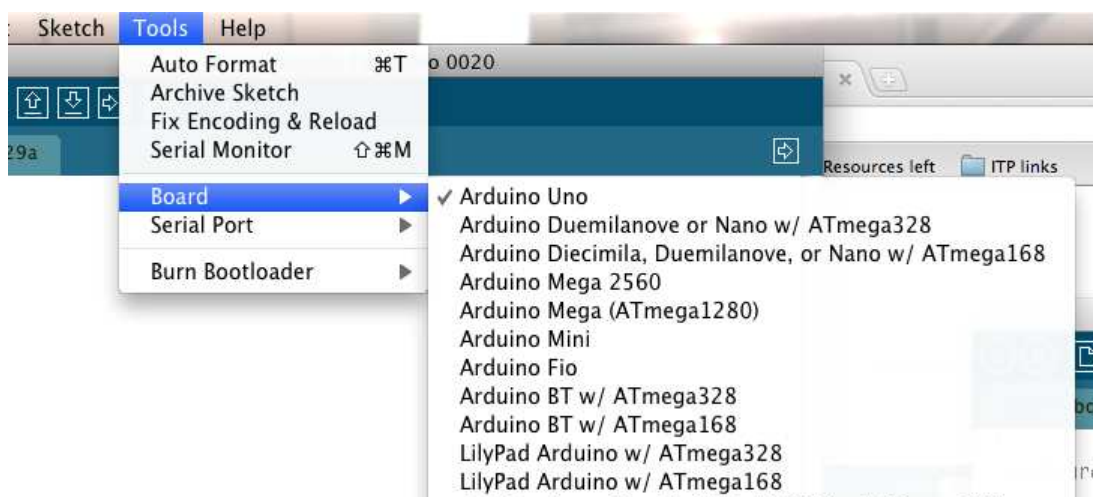 Sketch Tools Help
Auto Format ⌘T
o 0020
Archive Sketch
Fix Encoding & Reload
Serial Monitor ⇧⌘M
29a
Resources left ITP links
Board
✓ Arduino Uno
Serial Port
Arduino Duemilanove or Nano w/ ATmega328
Arduino Diecimila, Duemilanove, or Nano w/ ATmega168
Burn Bootloader
Arduino Mega 2560
Arduino Mega (ATmega1280)
Arduino Mini
Arduino Fio
Arduino BT w/ ATmega328
Arduino BT w/ ATmega168
LilyPad Arduino w/ ATmega328
LilyPad Arduino w/ ATmega168